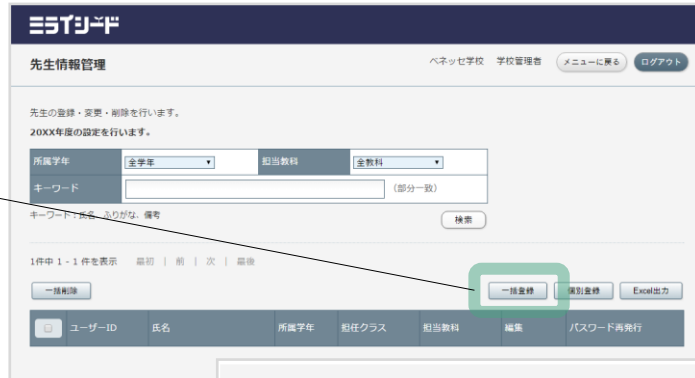 ミライシード
先生情報管理 ベネッセ学校 学校管理者 メニューに戻る ログアウト
先生の登録・変更・削除を行います。
20XX年度の設定を行います。
所属学年 全学年 担当教科 全教科
キーワード (部分一致)
キーワード：氏名、ふりがな、備考 検索
1件中 1 - 1 件を表示 最初 | 前 | 次 | 最後
一括削除 一括登録 個別登録 Excel出力
ユーザーID 氏名 所属学年 担任クラス 担当教科 編集 パスワード再発行